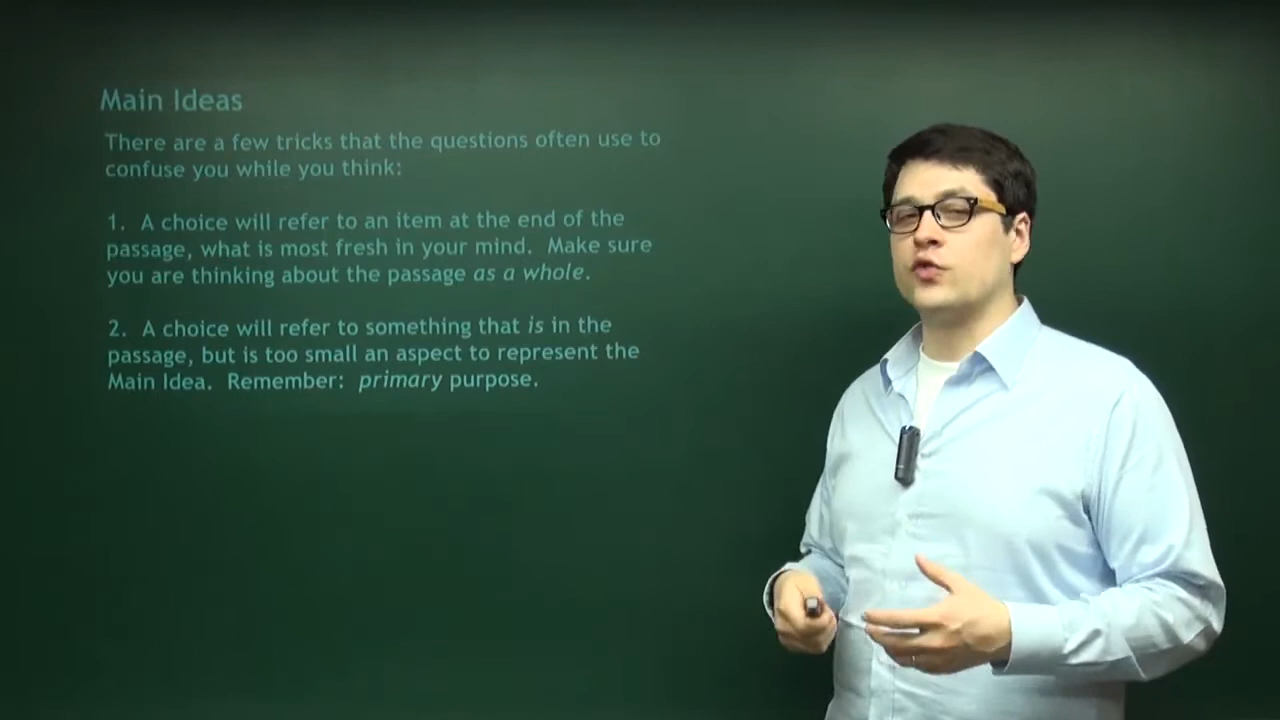 Main Ideas
There are a few tricks that the questions often use to
confuse you while you think:
1. A choice will refer to an item at the end of the
passage, what is most fresh in your mind. Make sure
you are thinking about the passage as a whole.
2. A choice will refer to something that is in the
passage, but is too small an aspect to represent the
Main Idea. Remember: primary purpose.